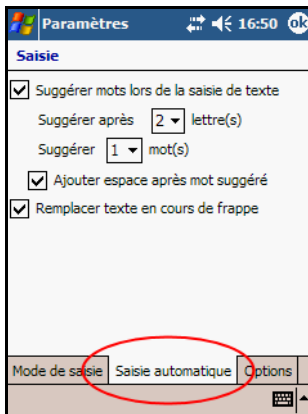 Paramètres 16:50 ok
Saisie
Suggérer mots lors de la saisie de texte
Suggérer après 2 lettre(s)
Suggérer 1 mot(s)
Ajouter espace après mot suggéré
Remplacer texte en cours de frappe
Mode de saisie Saisie automatique Options